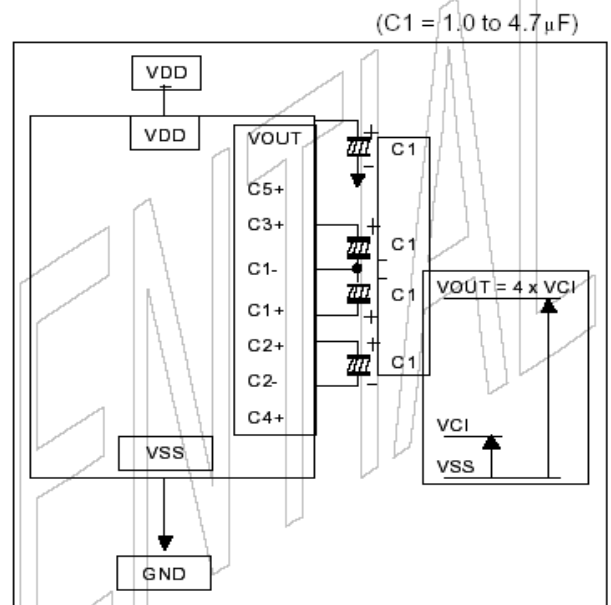 (C1 = 1.0 to 4.7μF)
VDD
VDD
VOUT
C5+
C3+
C1-
C1+
C2+
C2-
C4+
VSS
GND
+
C1
-
+
C1
-
-
C1
+
+
C1
-
VOUT = 4 x VCI
VCI
VSS